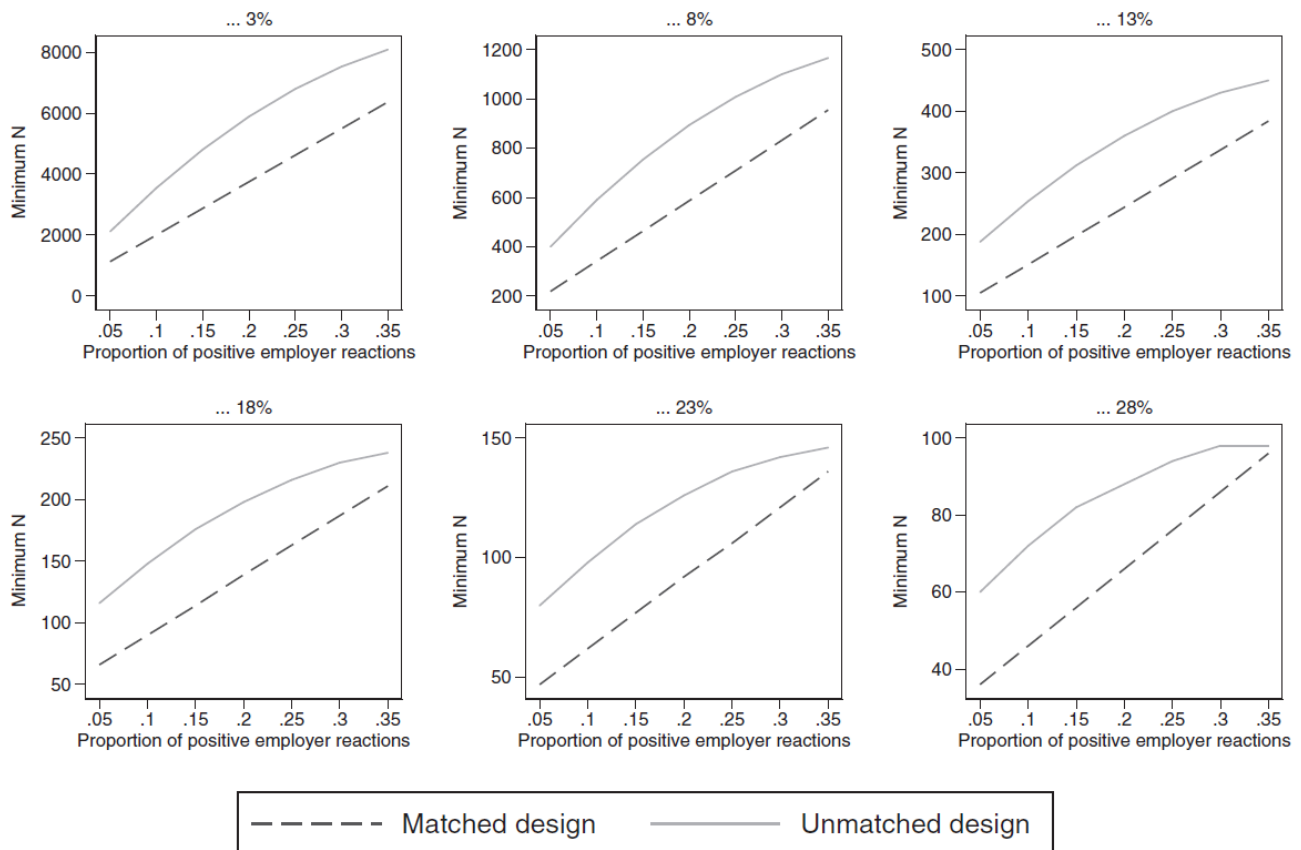 ... 3%
8000
6000
4000
2000
0
Minimum N
.05 .1 .15 .2 .25 .3 .35
Proportion of positive employer reactions
... 8%
1200
1000
800
600
400
200
Minimum N
.05 .1 .15 .2 .25 .3 .35
Proportion of positive employer reactions
... 13%
500
400
300
200
100
Minimum N
.05 .1 .15 .2 .25 .3 .35
Proportion of positive employer reactions
... 18%
250
200
150
100
50
Minimum N
.05 .1 .15 .2 .25 .3 .35
Proportion of positive employer reactions
... 23%
150
100
50
Minimum N
.05 .1 .15 .2 .25 .3 .35
Proportion of positive employer reactions
... 28%
100
80
60
40
Minimum N
.05 .1 .15 .2 .25 .3 .35
Proportion of positive employer reactions
Matched design Unmatched design